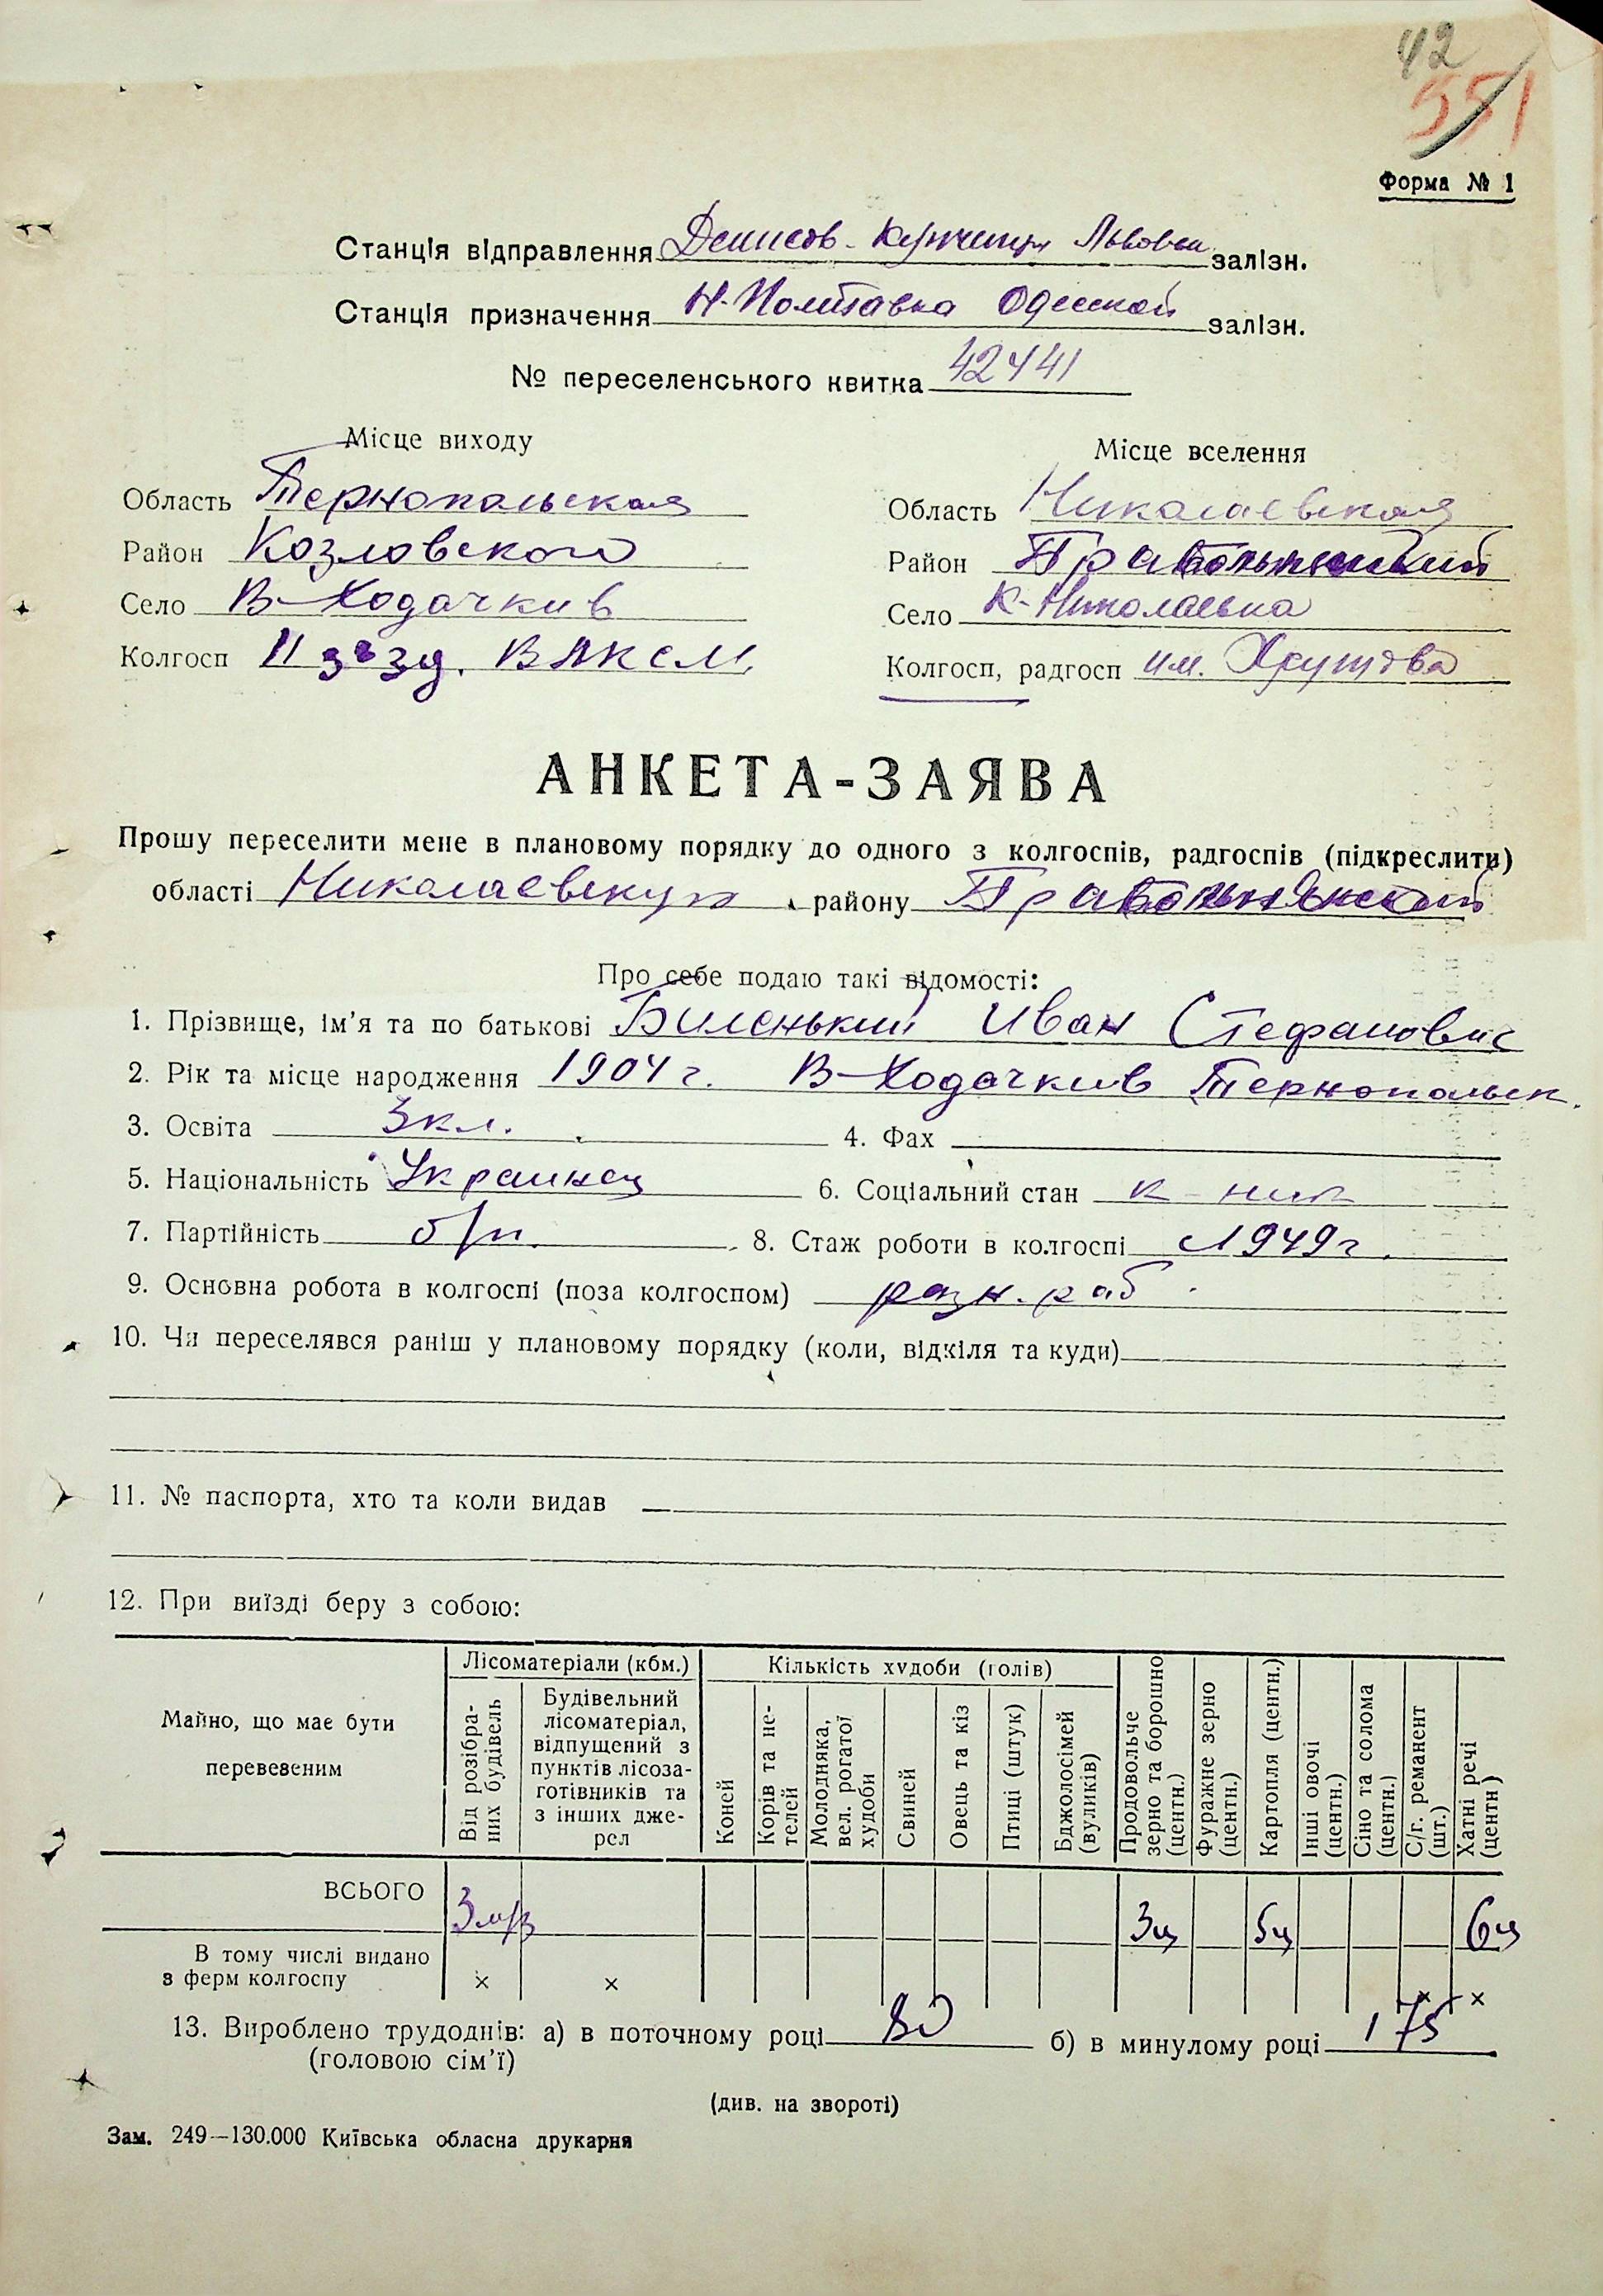 42
551
Форма № 1
Станція відправлення Денисов-Купчинци Львовск. залізн.
Станція призначення Н-Полтавка Одесской залізн.
№ переселенського квитка 42441
Місце виходу
Область Тернопольская
Район Козловского
Село В-Ходачкив
Колгосп II зʼзд. ВЛКСМ
Місце вселення
Область Николаевская
Район
Село К-Николаевка
Колгосп, радгосп им. Хрущова
АНКЕТА-ЗАЯВА
Прошу переселити мене в плановому порядку до одного з колгоспів, радгоспів (підкреслити)
області Николаевскую району
Про себе подаю такі відомості:
1. Прізвище, ім’я та по батькові Биленький Иван Стефанович
2. Рік та місце народження 1904 г. В-Ходачкив Тернопольск.
3. Освіта 3 кл. 4. Фах
5. Національність Украинец 6. Соціальний стан к-ник
7. Партійність б/п. 8. Стаж роботи в колгоспі с 1949 г.
9. Основна робота в колгоспі (поза колгоспом) разн. раб.
10. Чи переселявся раніш у плановому порядку (коли, відкіля та куди)
11. № паспорта, хто та коли видав
12. При виїзді беру з собою:
Майно, що має бути перевезеним
Лісоматеріали (кбм.)
Від розібраних будівель
Будівельний лісоматеріал, відпущений з пунктів лісозаготівників та з інших джерел
Кількість худоби (голів)
Коней
Корів та нетелей
Молодняка, вел. рогатої худоби
Свиней
Овець та кіз
Птиці (штук)
Бджолосімей (вуликів)
Продовольче зерно та борошно (центн.)
Фуражне зерно (центн.)
Картопля (центн.)
Інші овочі (центн.)
Сіно та солома (центн.)
С/г. реманент (шт.)
Хатні речі (центн)
ВСЬОГО 3 м/3 3ц 5ц 6ц
В тому числі видано з ферм колгоспу × × × ×
13. Вироблено трудоднів: а) в поточному році 80 б) в минулому році 175
(головою сім’ї)
(див. на звороті)
Зам. 249—130.000 Київська обласна друкарня